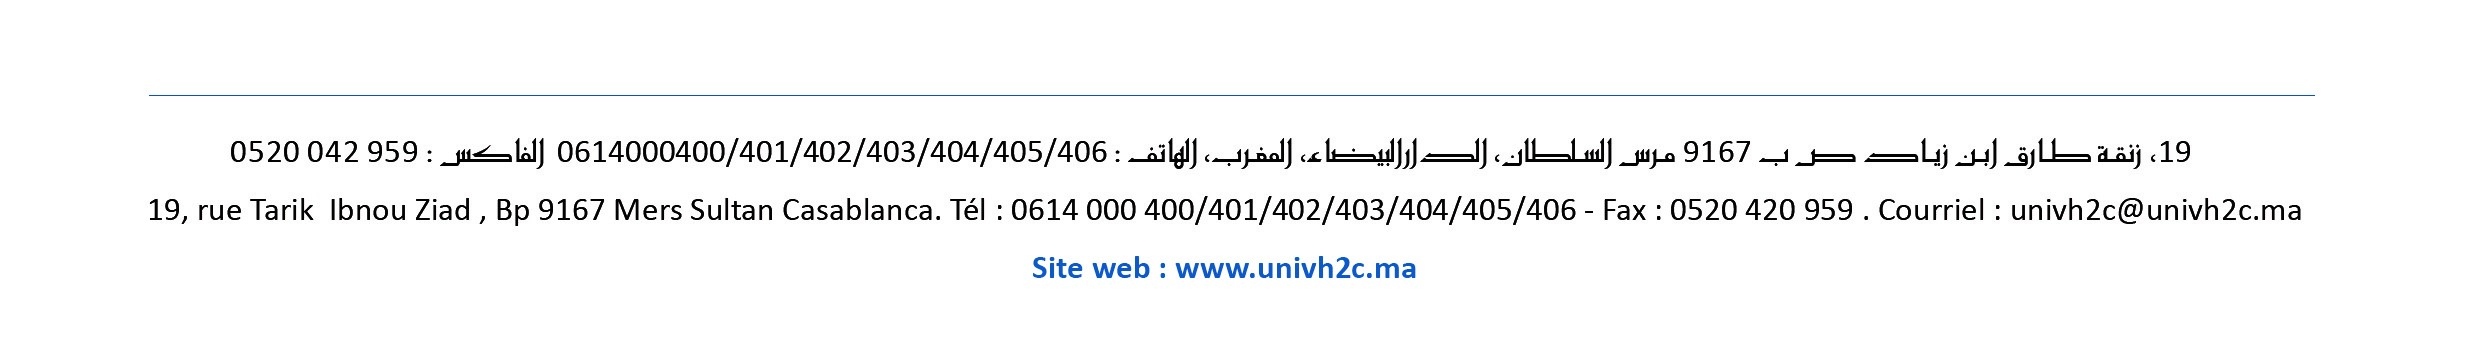 19، زنقة طارق ابن زياد ص ب 9167 مرس السلطان، الدارالبيضاء، المغرب، الهاتف : 0614000400/401/402/403/404/405/406 الفاكس : 0520 042 959
19, rue Tarik Ibnou Ziad , Bp 9167 Mers Sultan Casablanca. Tél : 0614 000 400/401/402/403/404/405/406 - Fax : 0520 420 959 . Courriel : univh2c@univh2c.ma
Site web : www.univh2c.ma